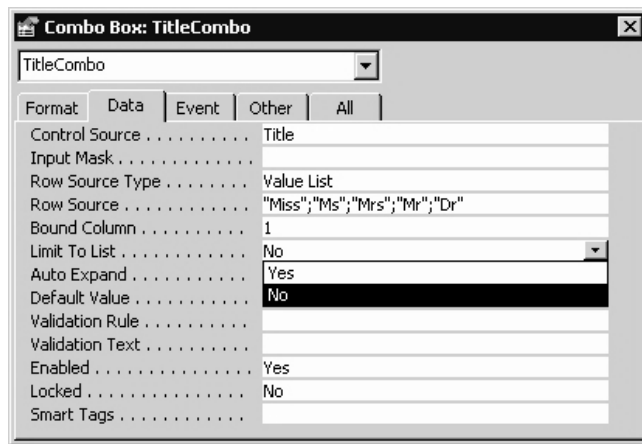 Combo Box: TitleCombo
TitleCombo
Format Data Event Other All
Control Source . . . . . . . . . . Title
Input Mask . . . . . . . . . . . . .
Row Source Type . . . . . . . . Value List
Row Source . . . . . . . . . . . . "Miss";"Ms";"Mrs";"Mr";"Dr"
Bound Column . . . . . . . . . . 1
Limit To List . . . . . . . . . . . . No
Auto Expand . . . . . . . . . . . Yes
Default Value . . . . . . . . . . . No
Validation Rule . . . . . . . . . .
Validation Text . . . . . . . . . .
Enabled . . . . . . . . . . . . . . . Yes
Locked . . . . . . . . . . . . . . . No
Smart Tags . . . . . . . . . . . .